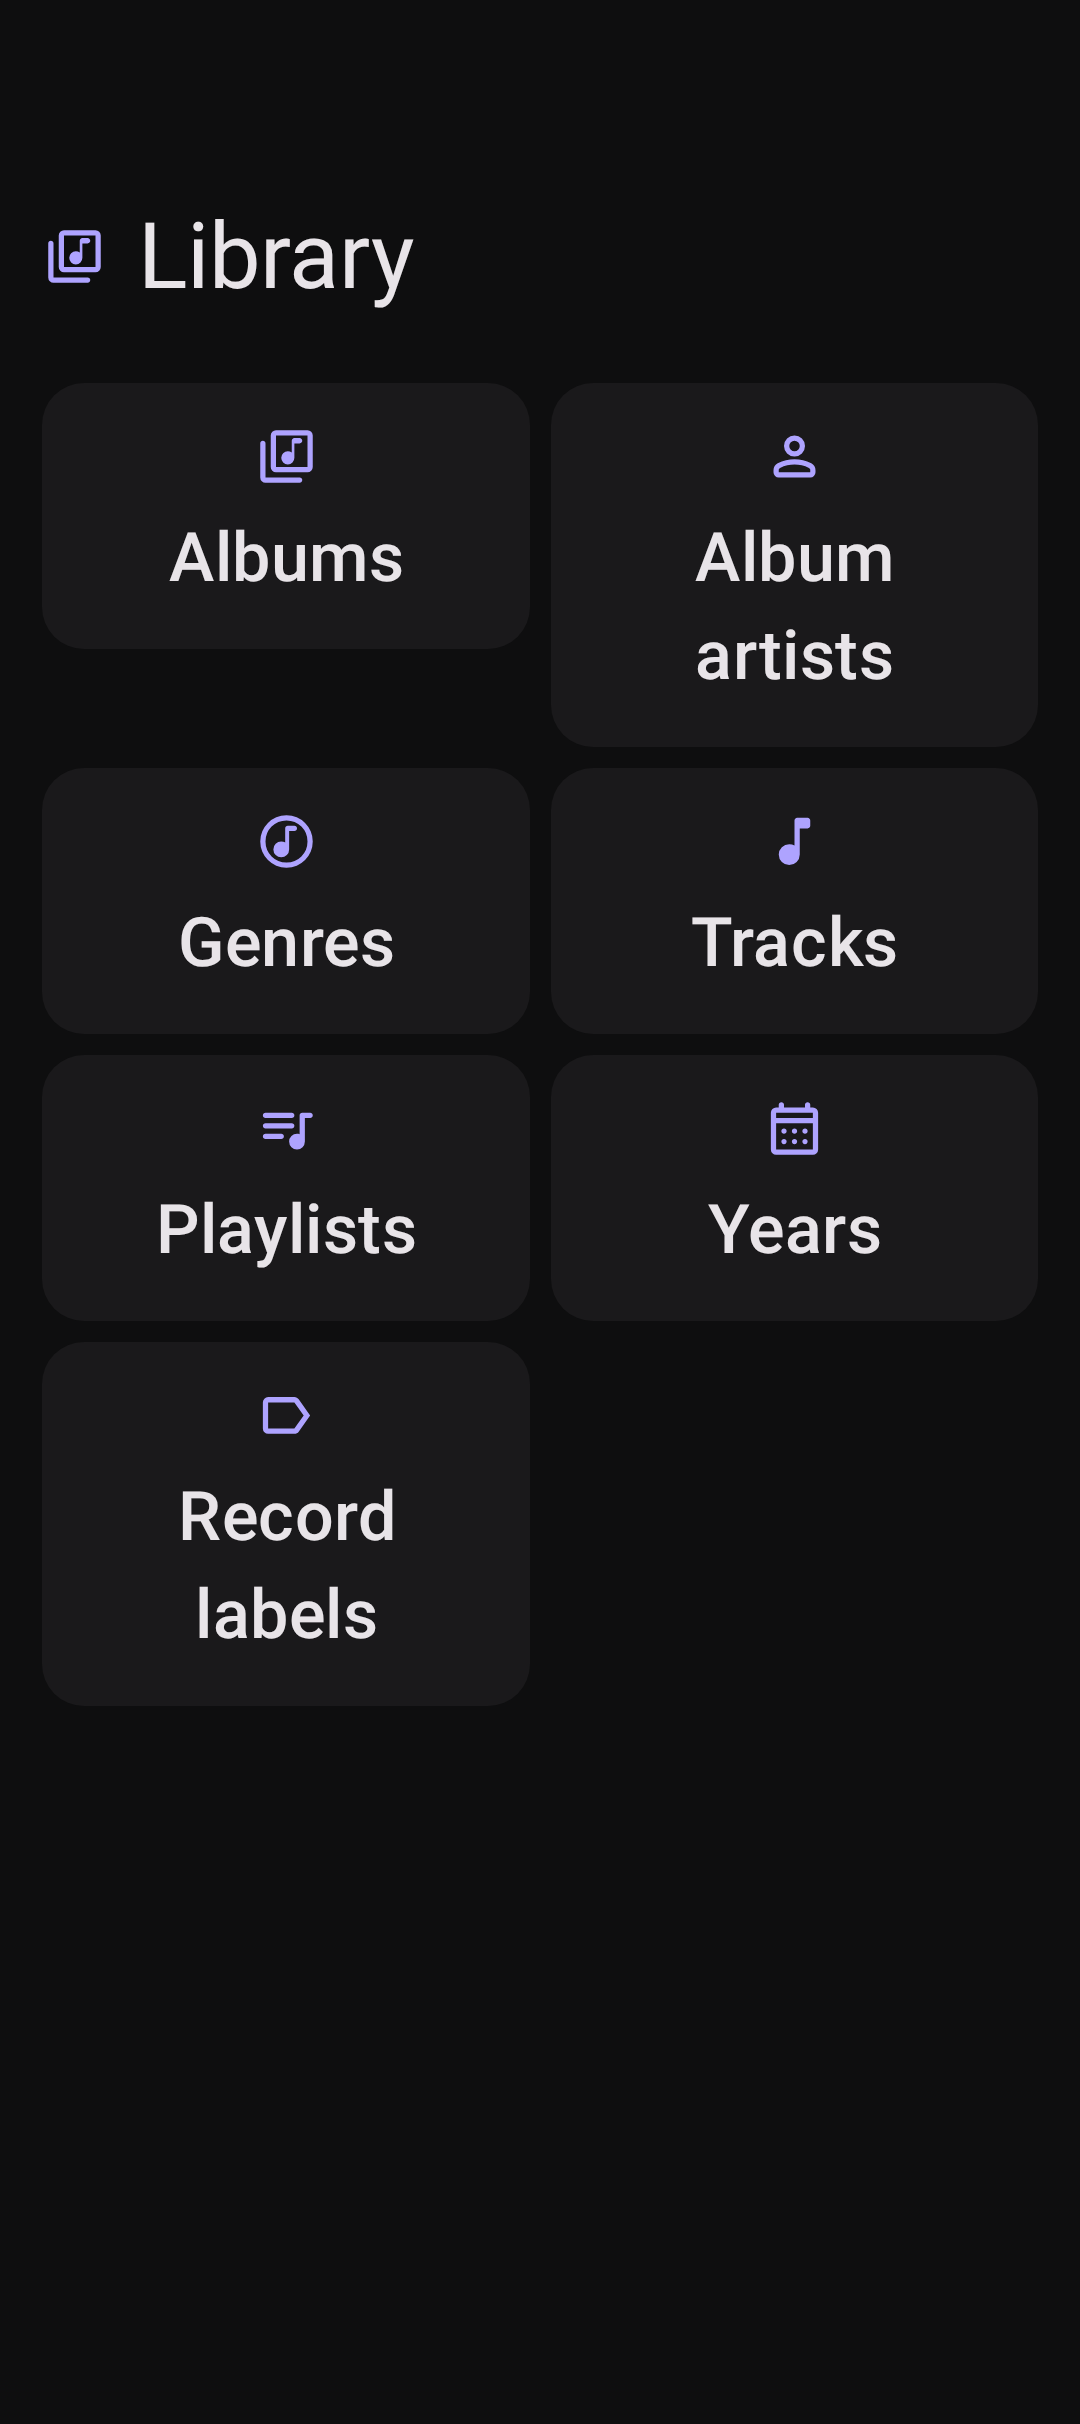 Library
Albums
Album
artists
Genres
Tracks
Playlists
Years
Record
labels